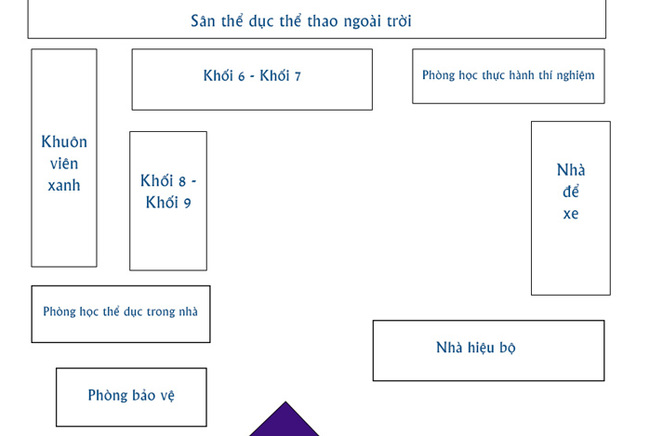 Sân thể dục thể thao ngoài trời
Khối 6 - Khối 7
Phòng học thực hành thí nghiệm
Khuôn
viên
xanh
Khối 8 -
Khối 9
Nhà
để
xe
Phòng học thể dục trong nhà
Nhà hiệu bộ
Phòng bảo vệ